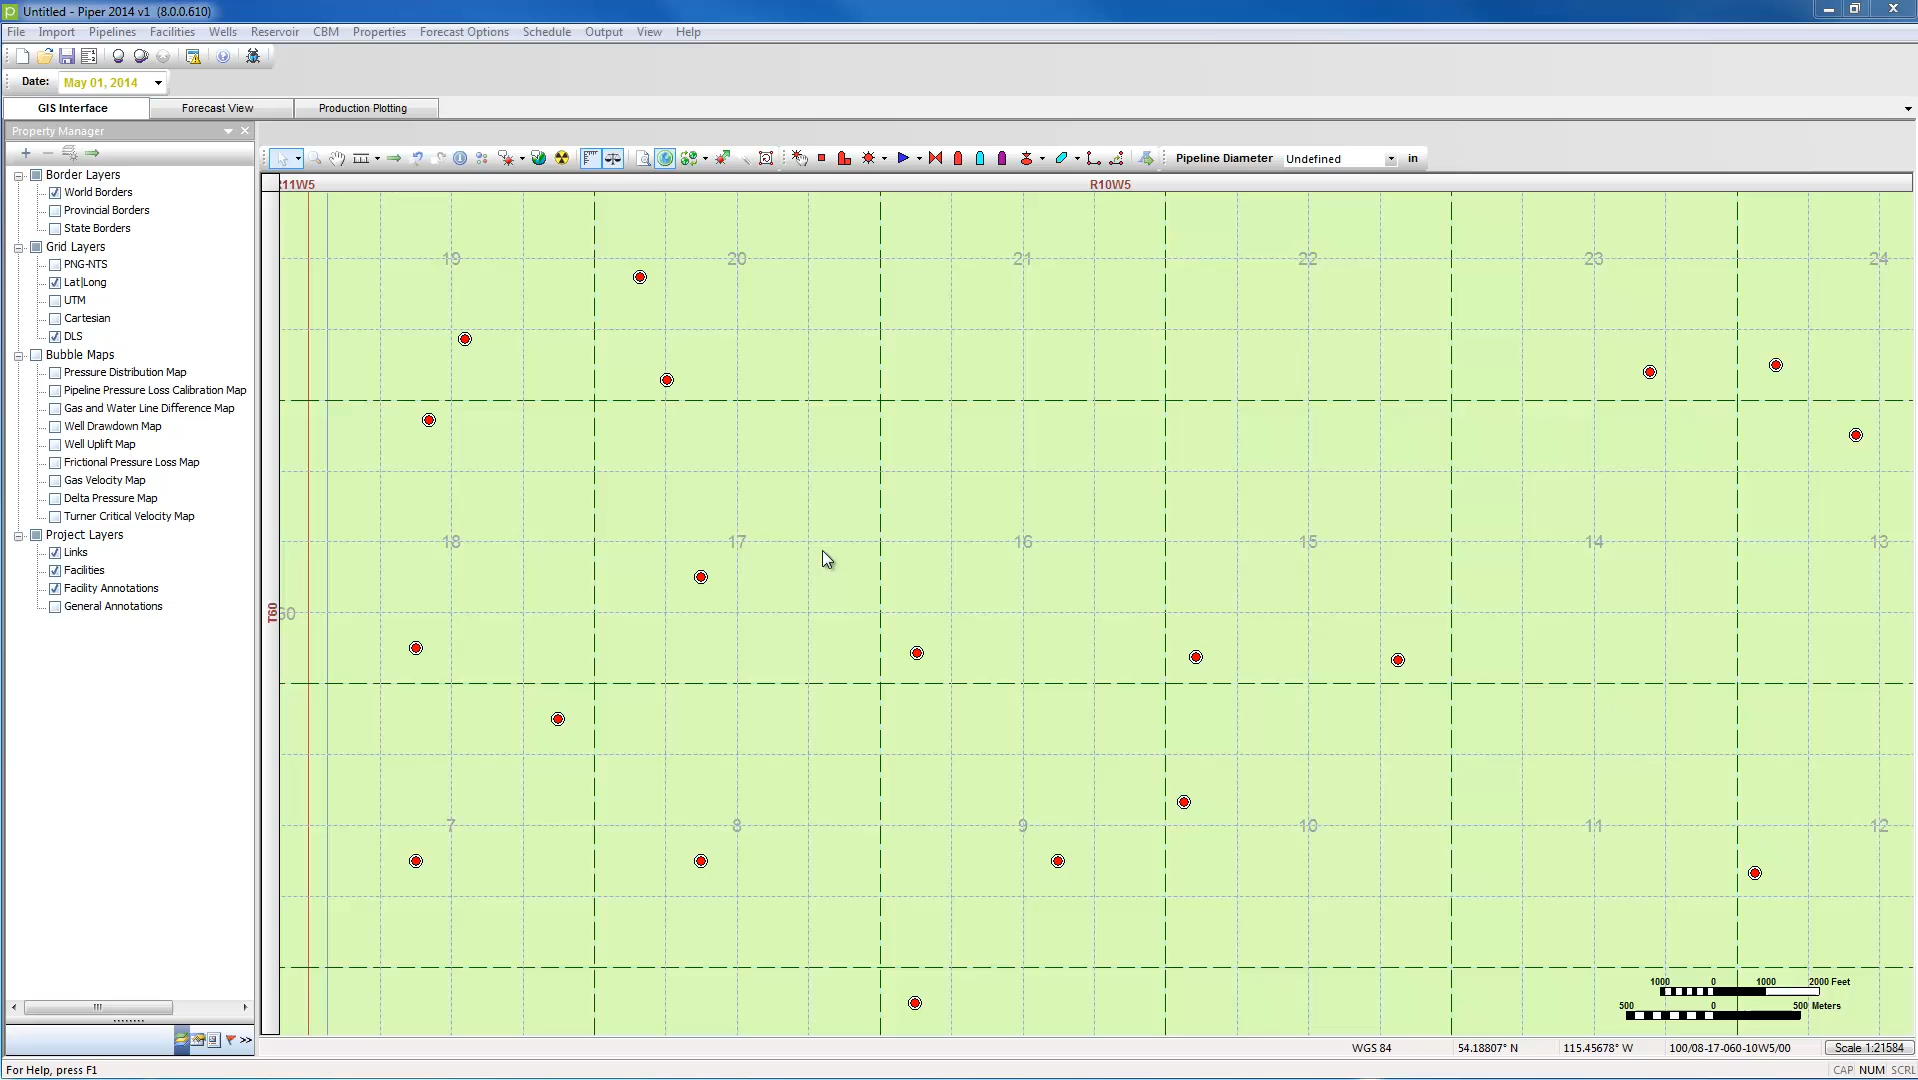 Untitled - Piper 2014 v1 (8.0.0.610)
File Import Pipelines Facilities Wells Reservoir CBM Properties Forecast Options Schedule Output View Help
Date: May 01, 2014
GIS Interface Forecast View Production Plotting
Property Manager
Pipeline Diameter Undefined in
Border Layers
World Borders
Provincial Borders
State Borders
Grid Layers
PNG-NTS
Lat|Long
UTM
Cartesian
DLS
Bubble Maps
Pressure Distribution Map
Pipeline Pressure Loss Calibration Map
Gas and Water Line Difference Map
Well Drawdown Map
Well Uplift Map
Frictional Pressure Loss Map
Gas Velocity Map
Delta Pressure Map
Turner Critical Velocity Map
Project Layers
Links
Facilities
Facility Annotations
General Annotations
>>
R11W5 R10W5
19 20 21 22 23 24
18 17 16 15 14 13
T60 60
7 8 9 10 11 12
1000 0 1000 2000 Feet
500 0 500 Meters
WGS 84 54.18807° N 115.45678° W 100/08-17-060-10W5/00 Scale 1:21584
For Help, press F1 CAP NUM SCRL